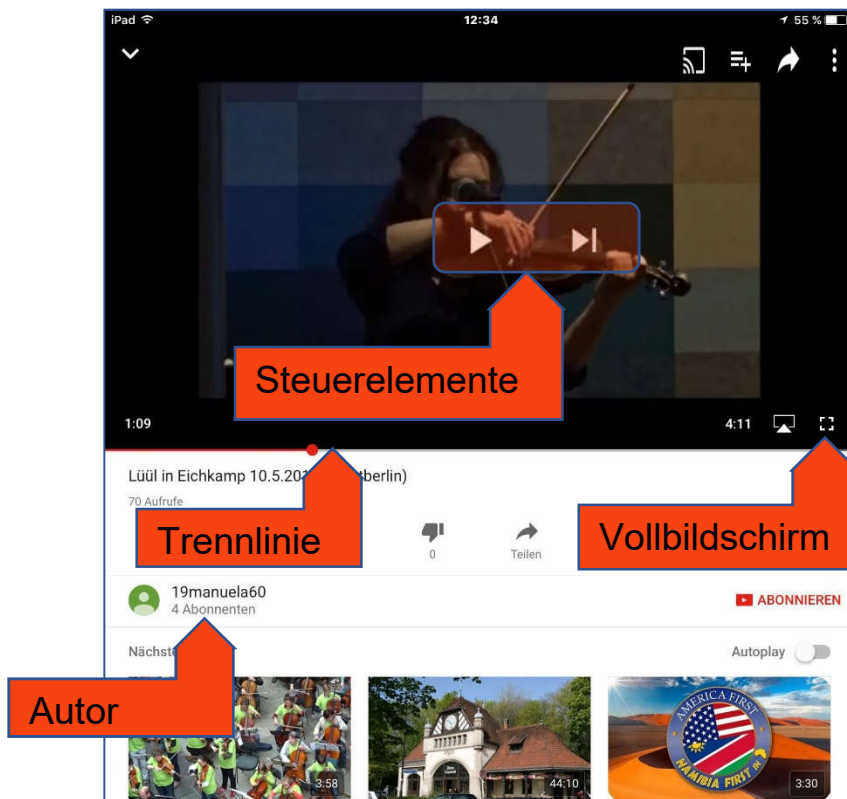 iPad 12:34 55 %
Steuerelemente
1:09 4:11
Lüül in Eichkamp 10.5.201 tberlin)
70 Aufrufe
Trennlinie
Vollbildschirm
0 Teilen
19manuela60
4 Abonnenten
ABONNIEREN
Nächst Autoplay
Autor
AMERICA FIRST
NAMIBIA FIRST
3:58 44:10 3:30